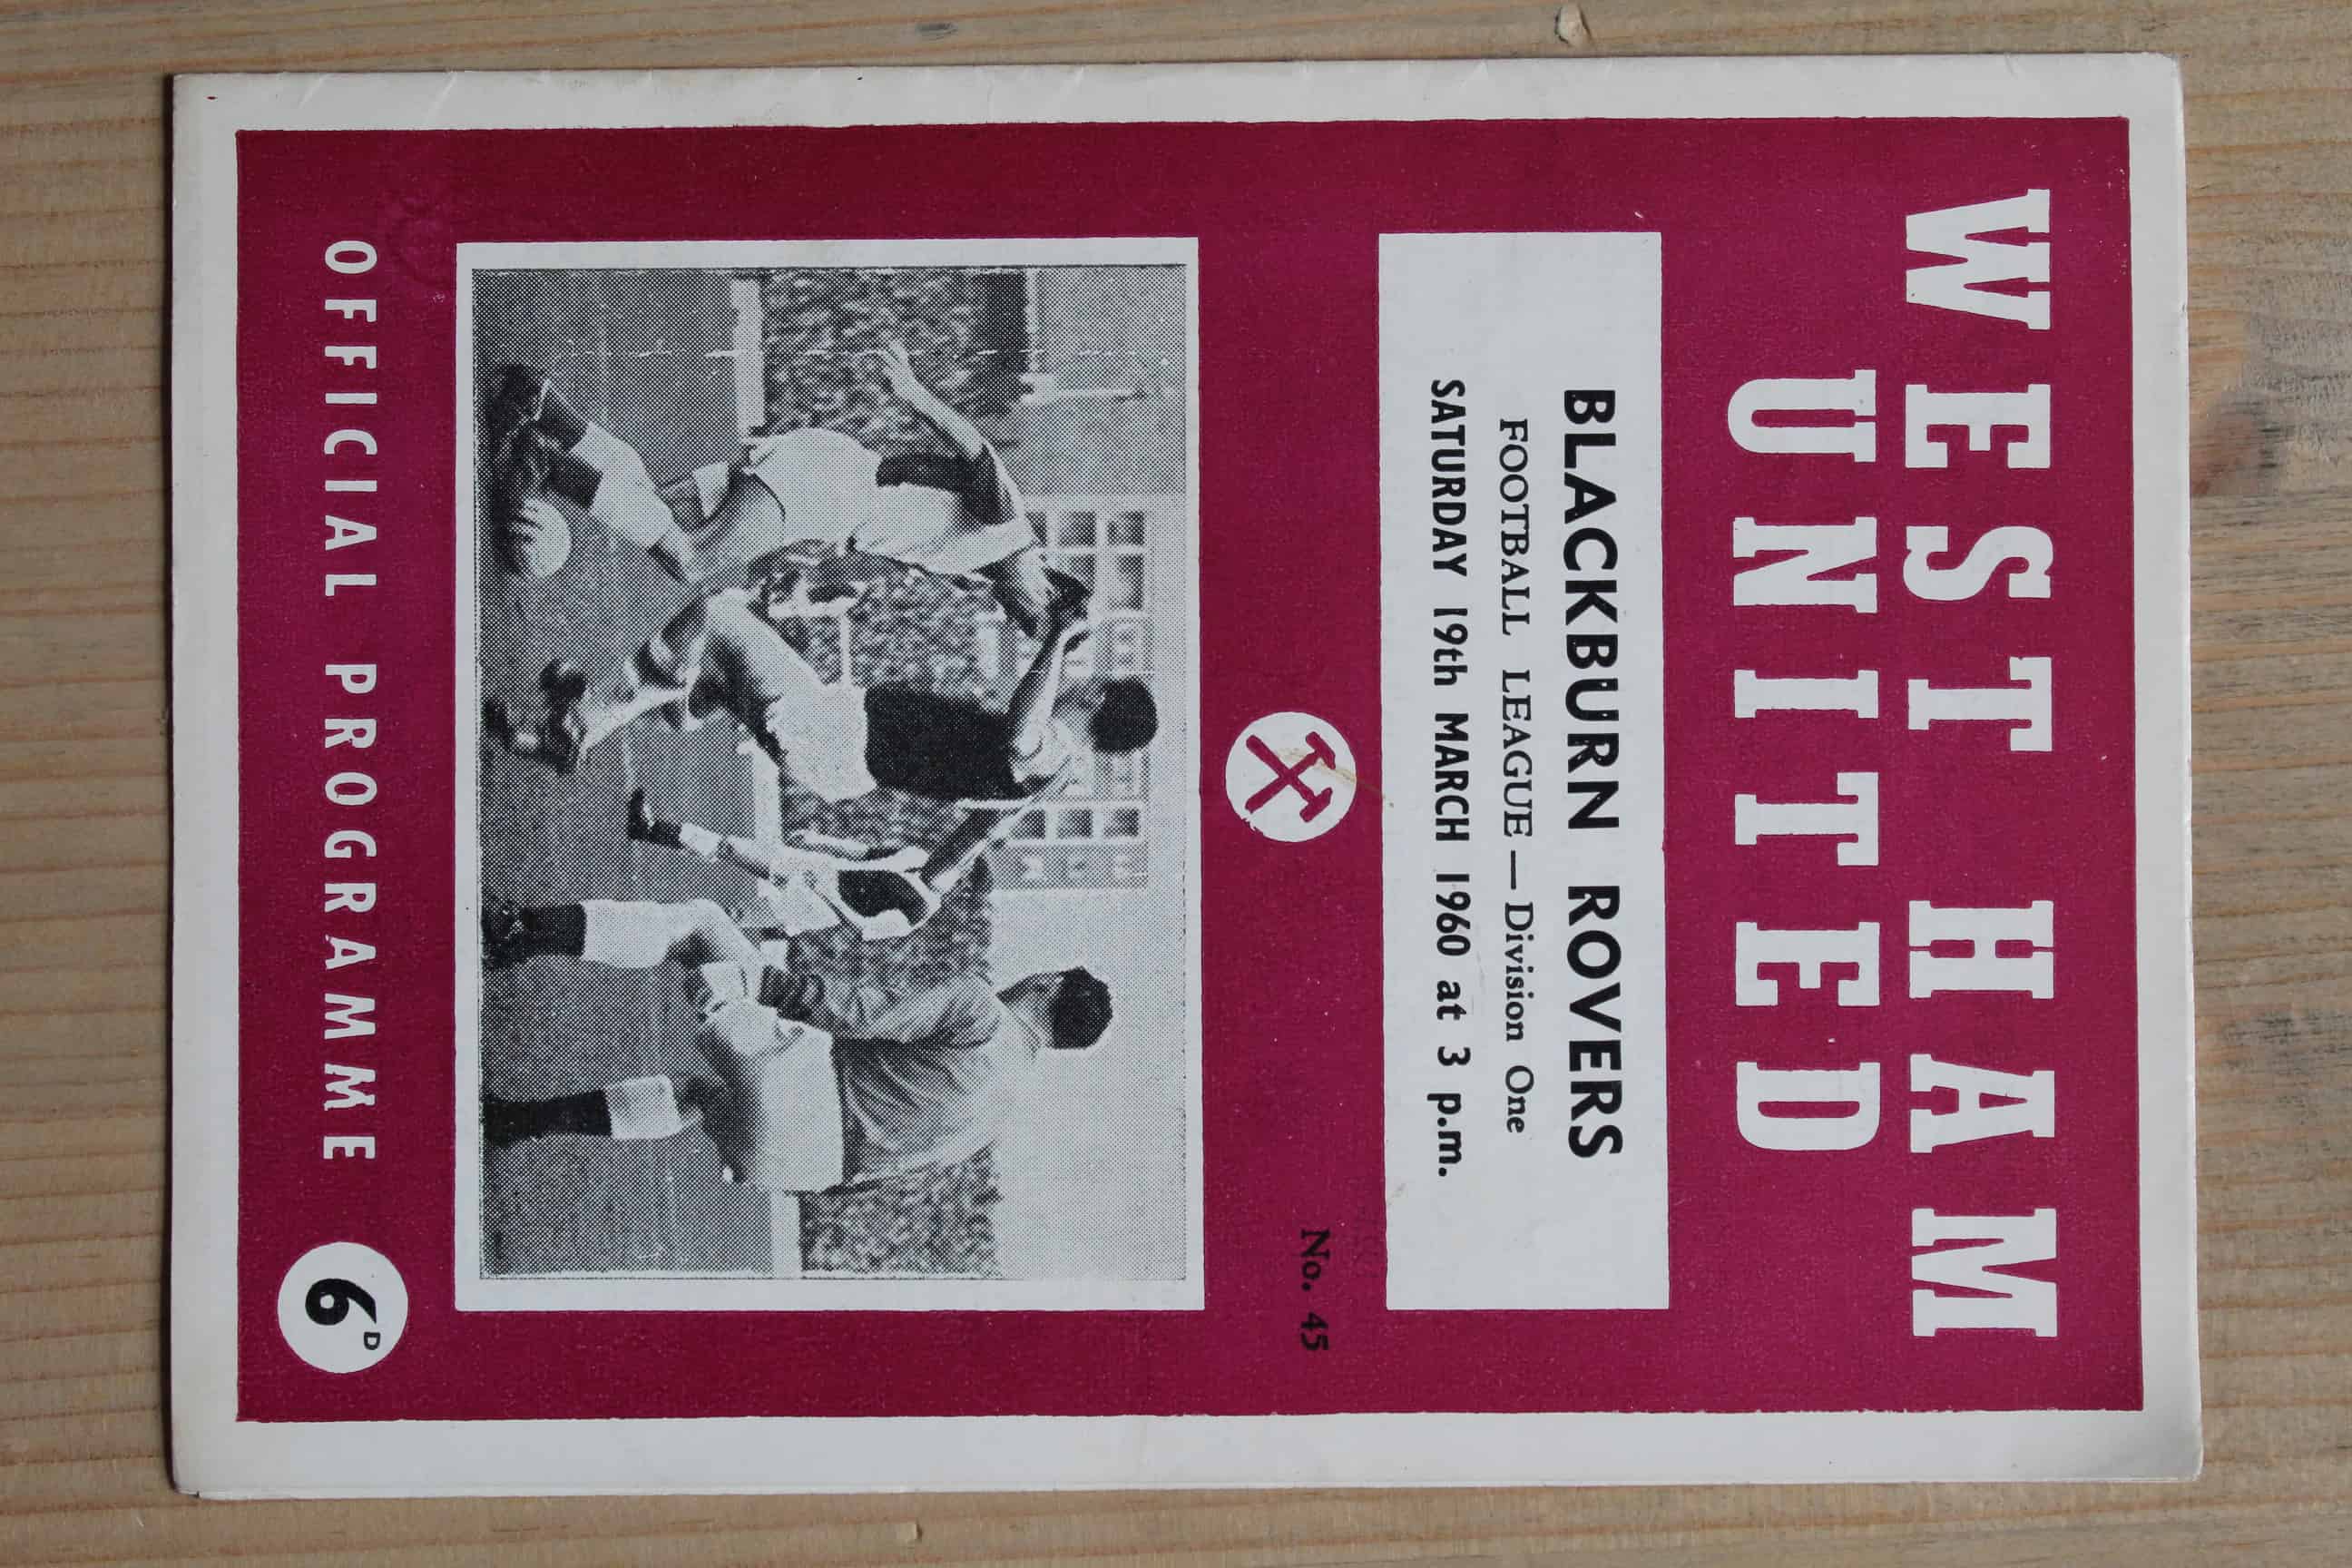 WEST HAM
UNITED
BLACKBURN ROVERS
FOOTBALL LEAGUE — Division One
SATURDAY 19th MARCH 1960 at 3 p.m.
No. 45
OFFICIAL PROGRAMME
6D